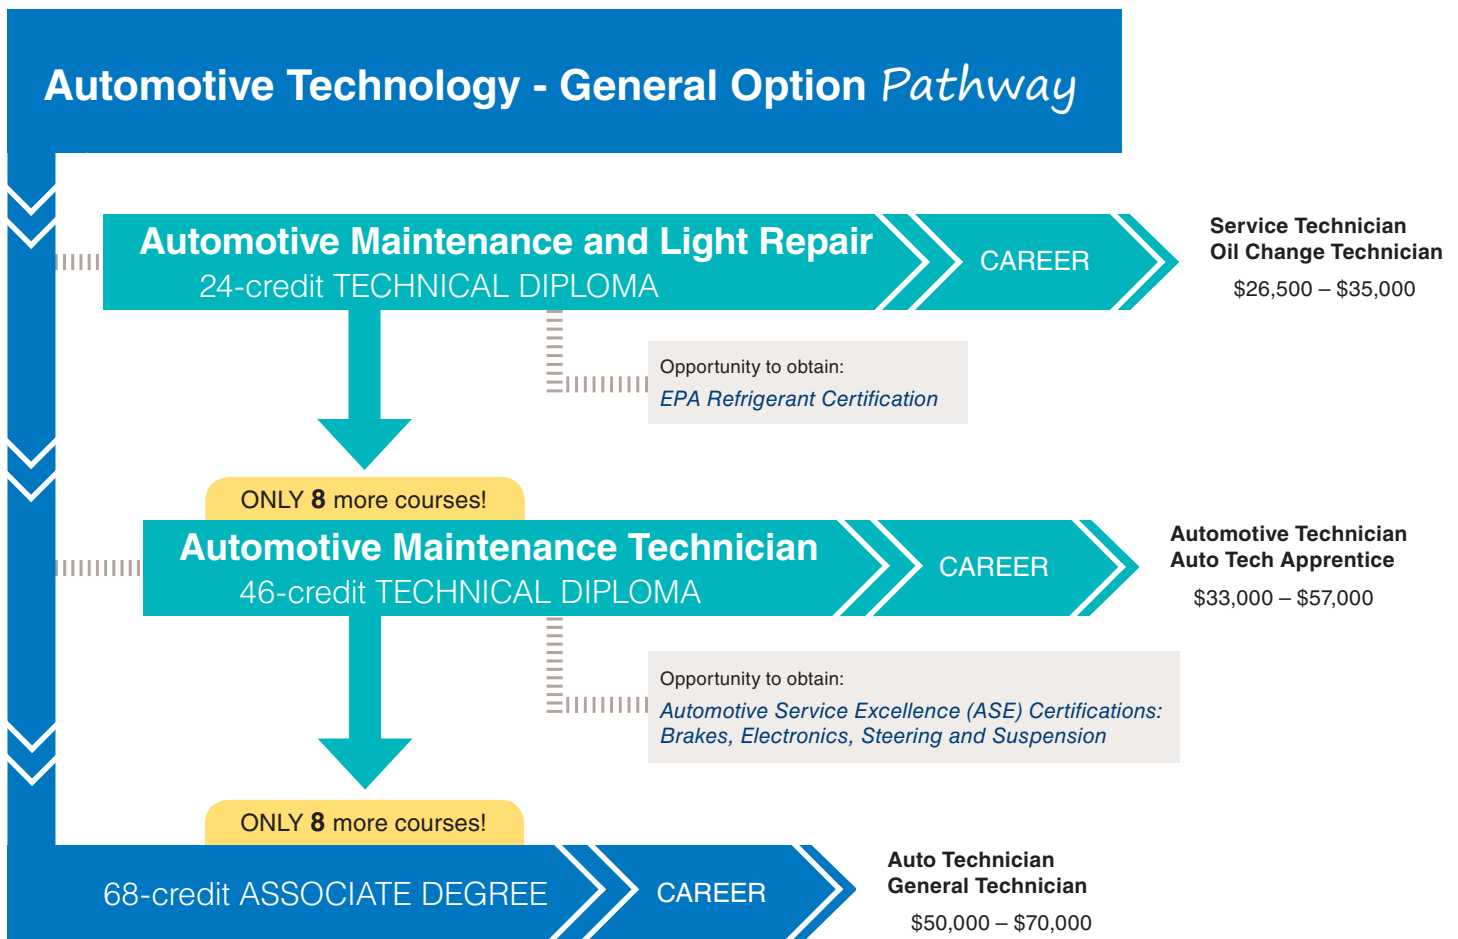 Automotive Technology - General Option Pathway
Automotive Maintenance and Light Repair
24-credit TECHNICAL DIPLOMA
CAREER
Service Technician
Oil Change Technician
$26,500 – $35,000
Opportunity to obtain:
EPA Refrigerant Certification
ONLY 8 more courses!
Automotive Maintenance Technician
46-credit TECHNICAL DIPLOMA
CAREER
Automotive Technician
Auto Tech Apprentice
$33,000 – $57,000
Opportunity to obtain:
Automotive Service Excellence (ASE) Certifications:
Brakes, Electronics, Steering and Suspension
ONLY 8 more courses!
68-credit ASSOCIATE DEGREE
CAREER
Auto Technician
General Technician
$50,000 – $70,000